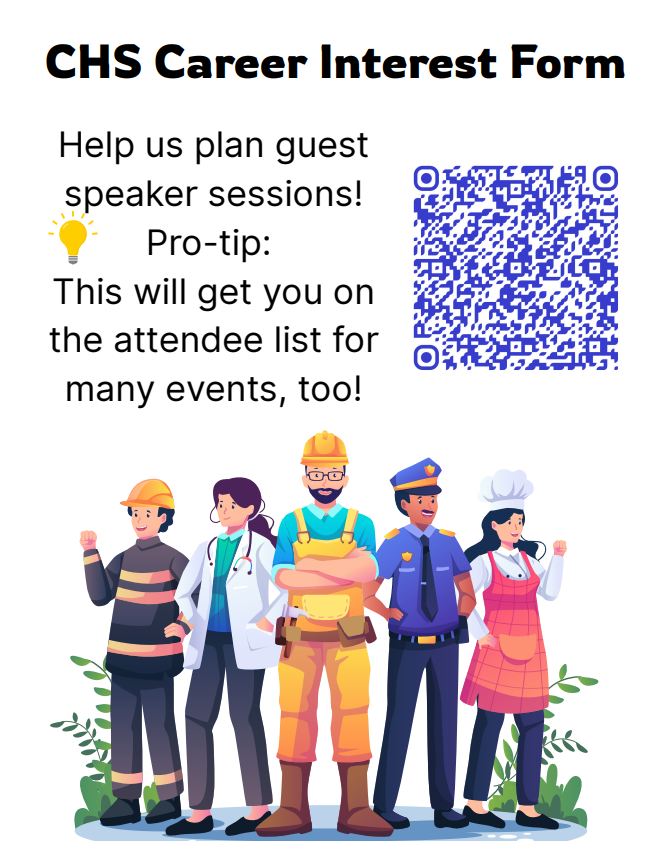 CHS Career Interest Form
Help us plan guest
speaker sessions!
Pro-tip:
This will get you on
the attendee list for
many events, too!